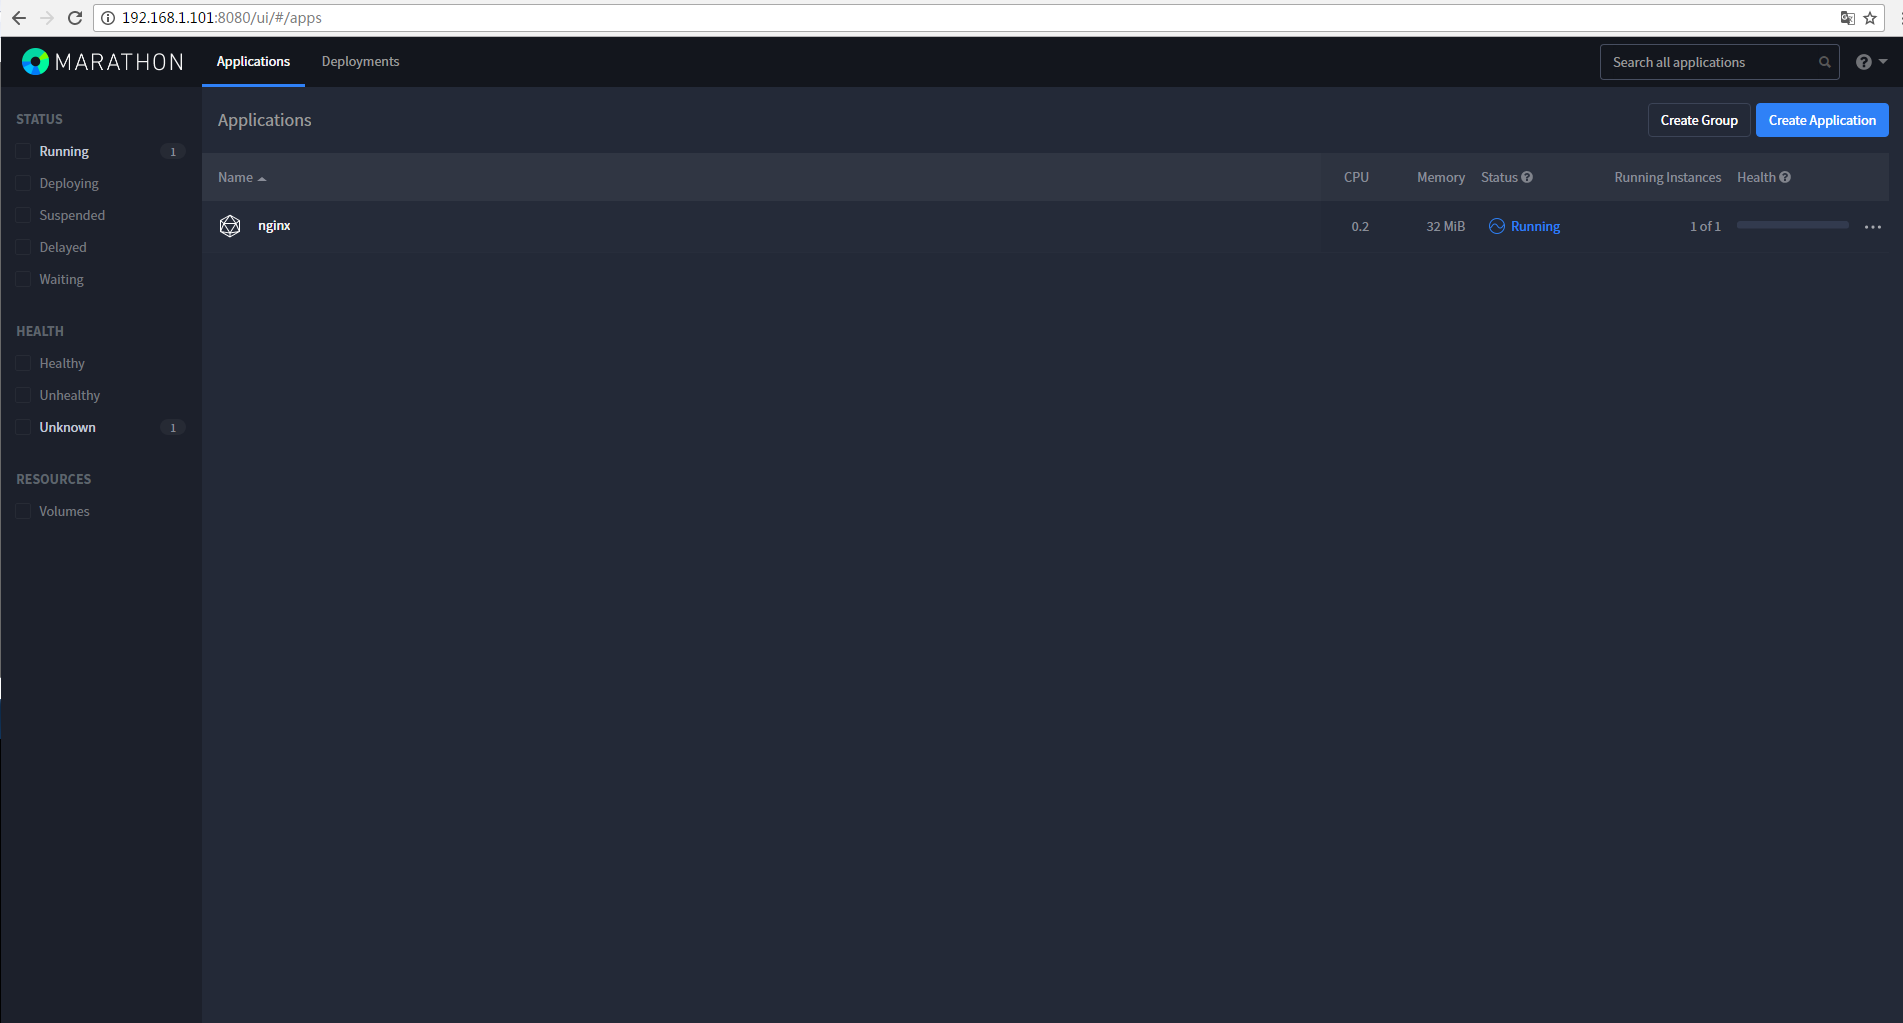 192.168.1.101:8080/ui/#/apps
MARATHON
Applications
Deployments
Search all applications
STATUS
Running 1
Deploying
Suspended
Delayed
Waiting
HEALTH
Healthy
Unhealthy
Unknown 1
RESOURCES
Volumes
Applications
Create Group
Create Application
Name CPU Memory Status Running Instances Health
nginx 0.2 32 MiB Running 1 of 1